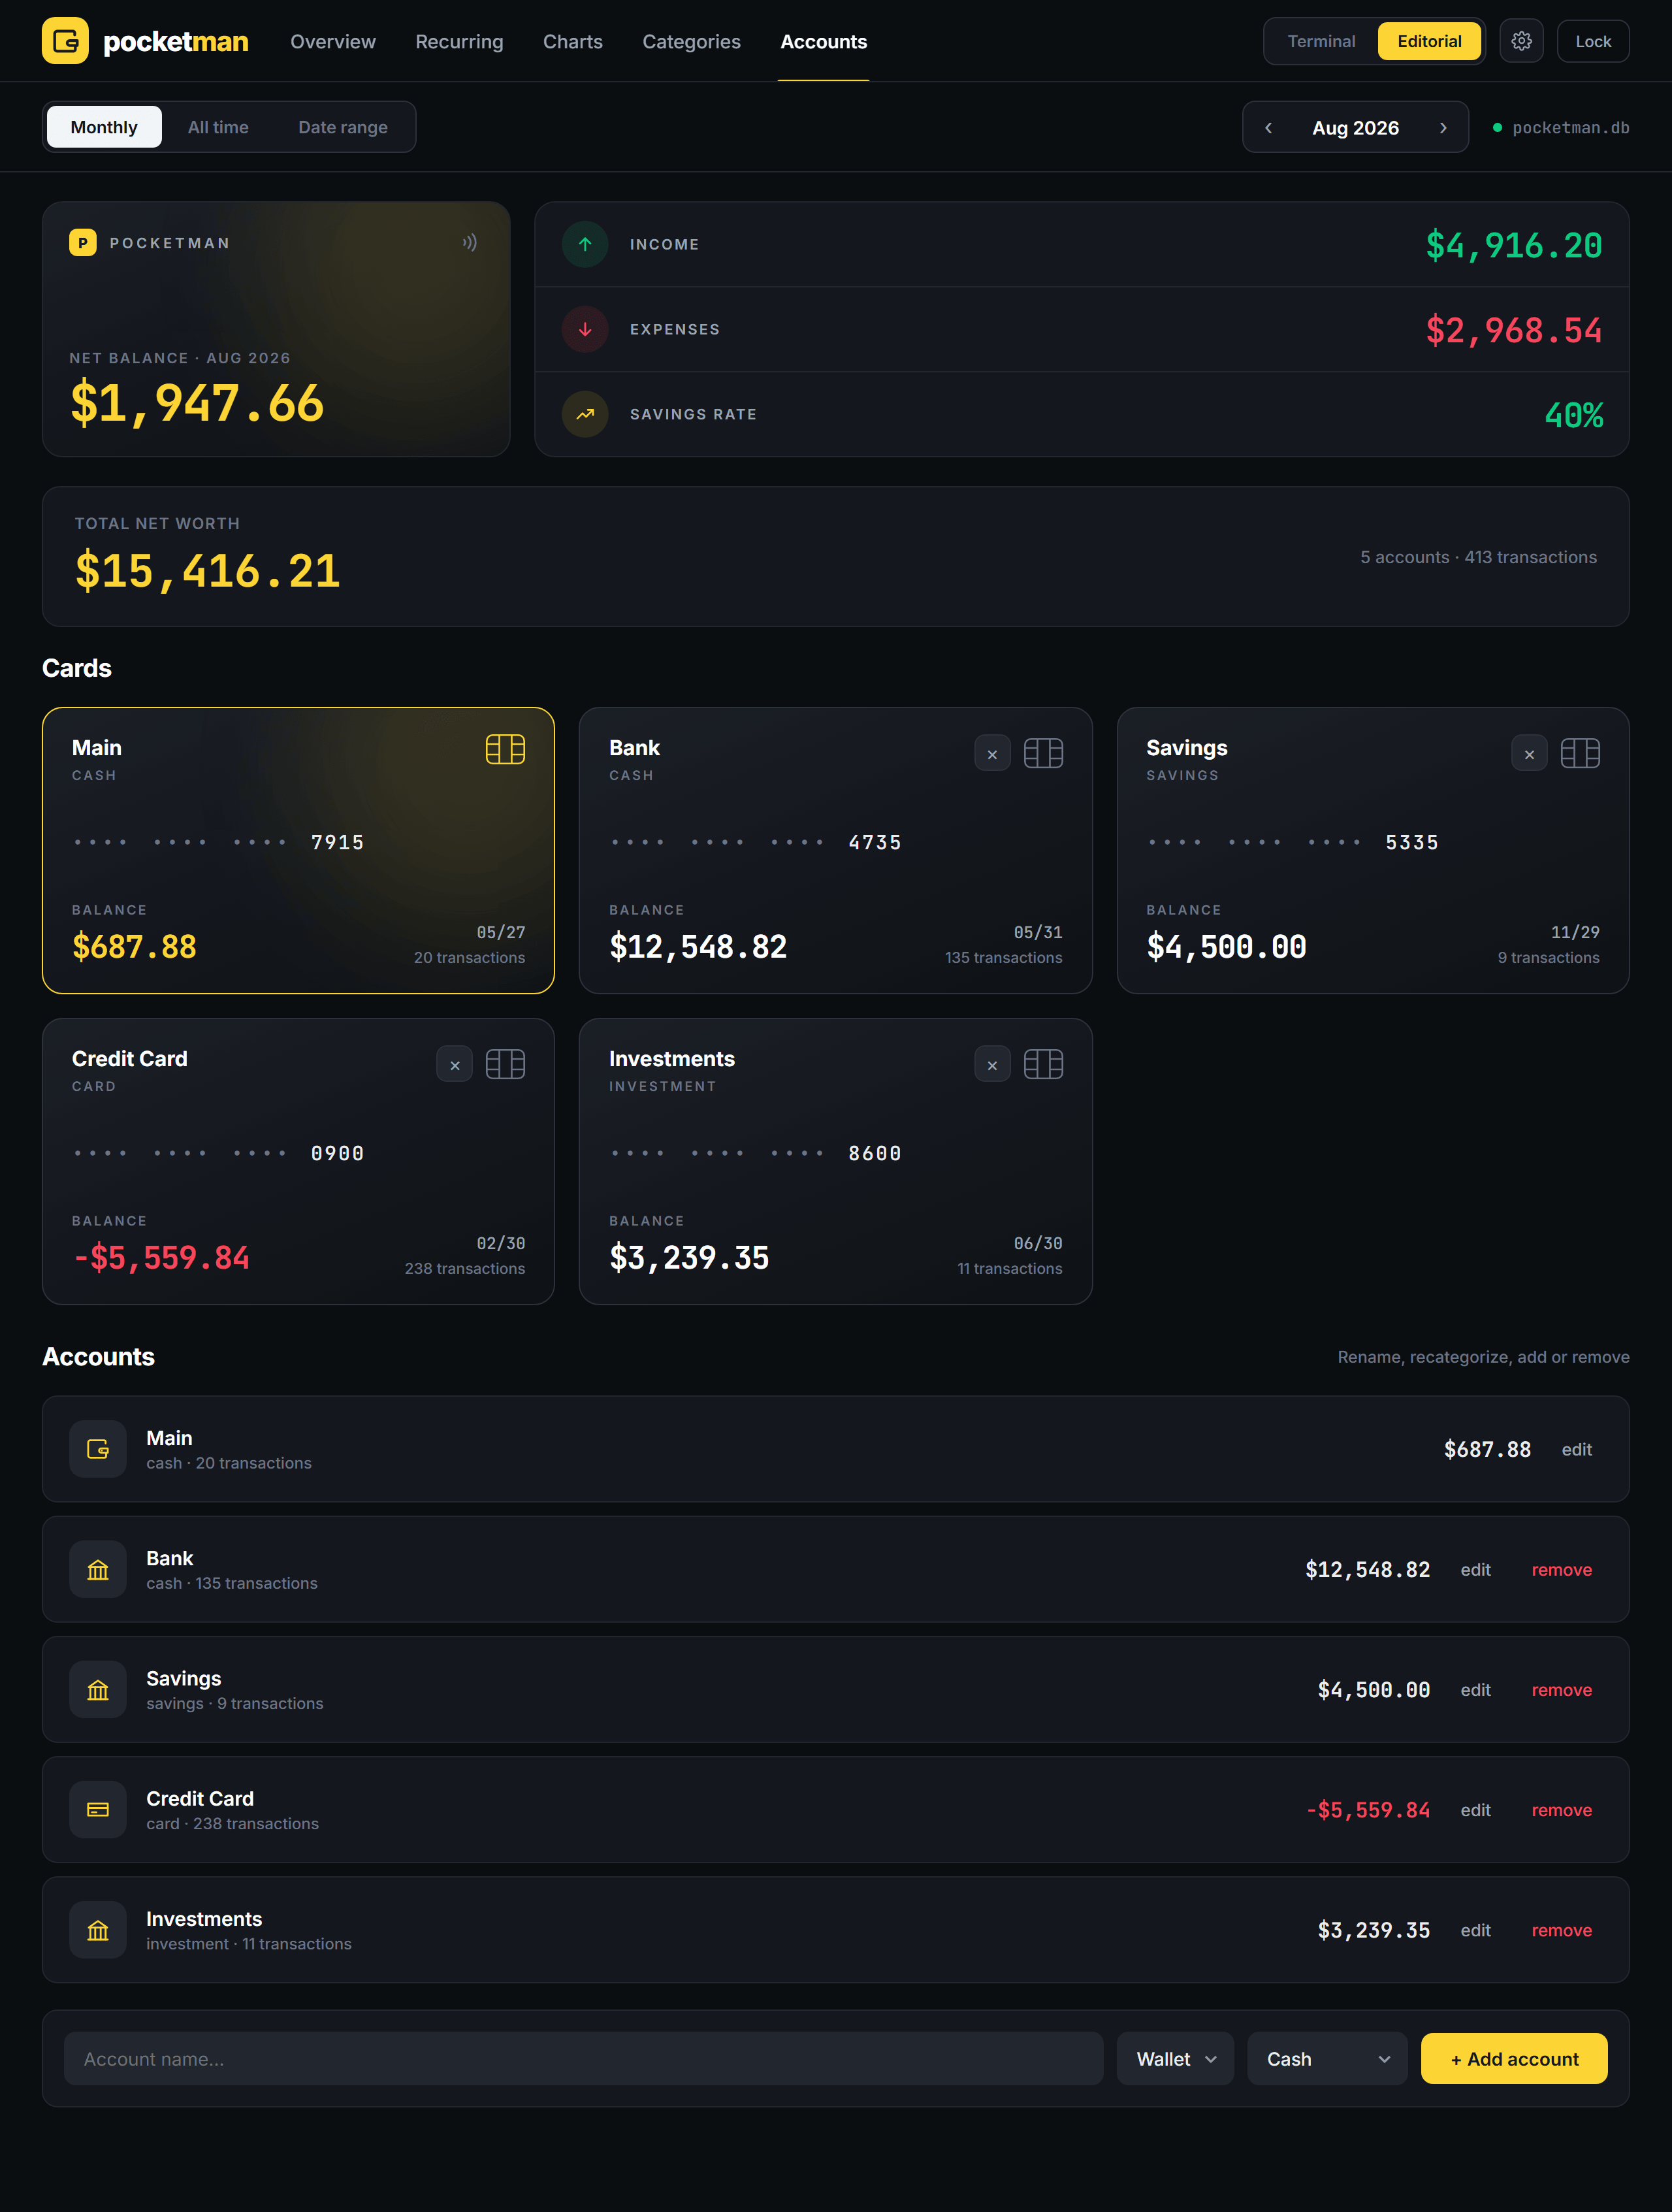 pocketman Overview Recurring Charts Categories Accounts Terminal Editorial Lock
Monthly All time Date range ‹ Aug 2026 › pocketman.db
P POCKETMAN
NET BALANCE · AUG 2026
$1,947.66
INCOME $4,916.20
EXPENSES $2,968.54
SAVINGS RATE 40%
TOTAL NET WORTH
$15,416.21
5 accounts · 413 transactions
Cards
Main
CASH
•••• •••• •••• 7915
BALANCE
$687.88
05/27
20 transactions
Bank
×
CASH
•••• •••• •••• 4735
BALANCE
$12,548.82
05/31
135 transactions
Savings
×
SAVINGS
•••• •••• •••• 5335
BALANCE
$4,500.00
11/29
9 transactions
Credit Card
×
CARD
•••• •••• •••• 0900
BALANCE
-$5,559.84
02/30
238 transactions
Investments
×
INVESTMENT
•••• •••• •••• 8600
BALANCE
$3,239.35
06/30
11 transactions
Accounts
Rename, recategorize, add or remove
Main
cash · 20 transactions
$687.88 edit
Bank
cash · 135 transactions
$12,548.82 edit remove
Savings
savings · 9 transactions
$4,500.00 edit remove
Credit Card
card · 238 transactions
-$5,559.84 edit remove
Investments
investment · 11 transactions
$3,239.35 edit remove
Account name... Wallet Cash + Add account